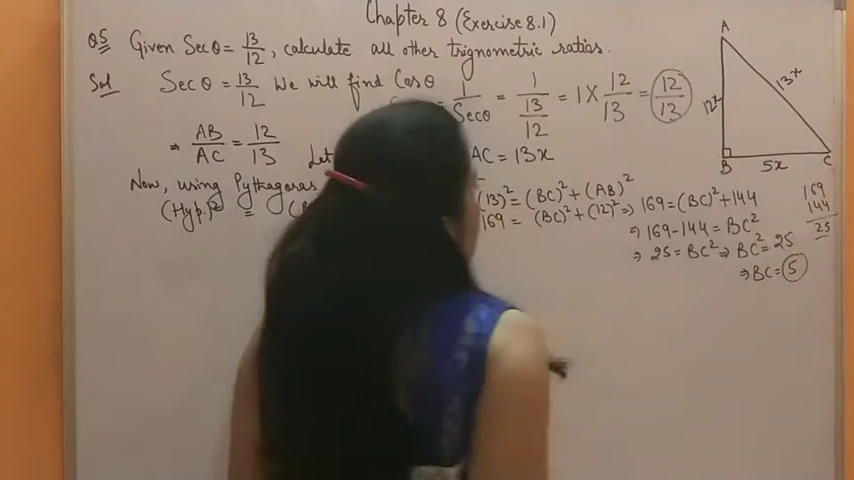 Chapter 8 (Exercise 8.1)
Q5 Given Secθ = 13/12, calculate all other trignometric ratios.
Sol Secθ = 13/12 We will find Cosθ
1/Secθ = 1/(13/12) = 1 × 12/13 = 12/13
⇒ AB/AC = 12/13 Let AC = 13x
Now, using Pythagoras
(Hyp.)² =
(13)² = (BC)² + (AB)²
169 = (BC)² + (12)² ⇒ 169 = (BC)² + 144
⇒ 169 - 144 = BC²
⇒ 25 = BC² ⇒ BC² = 25
⇒ BC = 5
169
144
25
A
12x
13x
B
5x
C